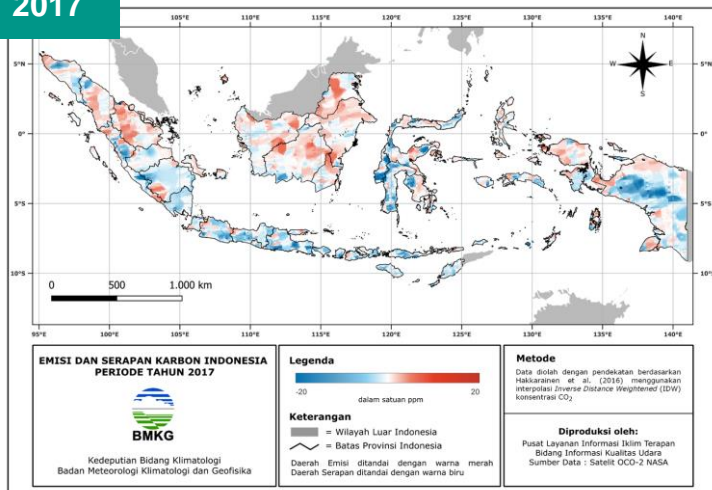 2017
105°E 110°E 115°E 120°E 125°E 130°E 135°E 140°E
N
W E
S
5°N 5°N
0° 0°
5°S 5°S
10°S 10°S
0 500 1.000 km
95°E 100°E 105°E 110°E 115°E 120°E 125°E 130°E 135°E 140°E
EMISI DAN SERAPAN KARBON INDONESIA
PERIODE TAHUN 2017
BMKG
Kedeputian Bidang Klimatologi
Badan Meteorologi Klimatologi dan Geofisika
Legenda
-20 20
dalam satuan ppm
Keterangan
= Wilayah Luar Indonesia
= Batas Provinsi Indonesia
Daerah Emisi ditandai dengan warna merah
Daerah Serapan ditandai dengan warna biru
Metode
Data diolah dengan pendekatan berdasarkan
Hakkarainen et al. (2016) menggunakan
interpolasi Inverse Distance Weighted (IDW)
konsentrasi CO₂
Diproduksi oleh:
Pusat Layanan Informasi Iklim Terapan
Bidang Informasi Kualitas Udara
Sumber Data : Satelit OCO-2 NASA